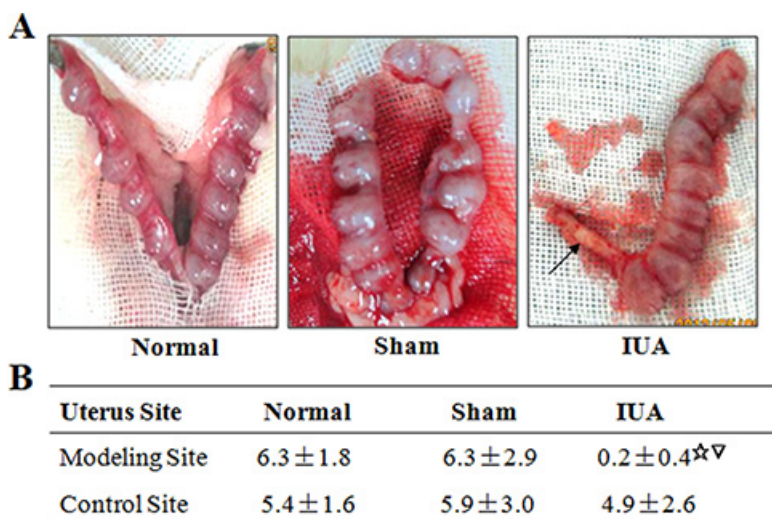 A
Normal Sham IUA
B
Uterus Site Normal Sham IUA
Modeling Site 6.3±1.8 6.3±2.9 0.2±0.4☆▽
Control Site 5.4±1.6 5.9±3.0 4.9±2.6